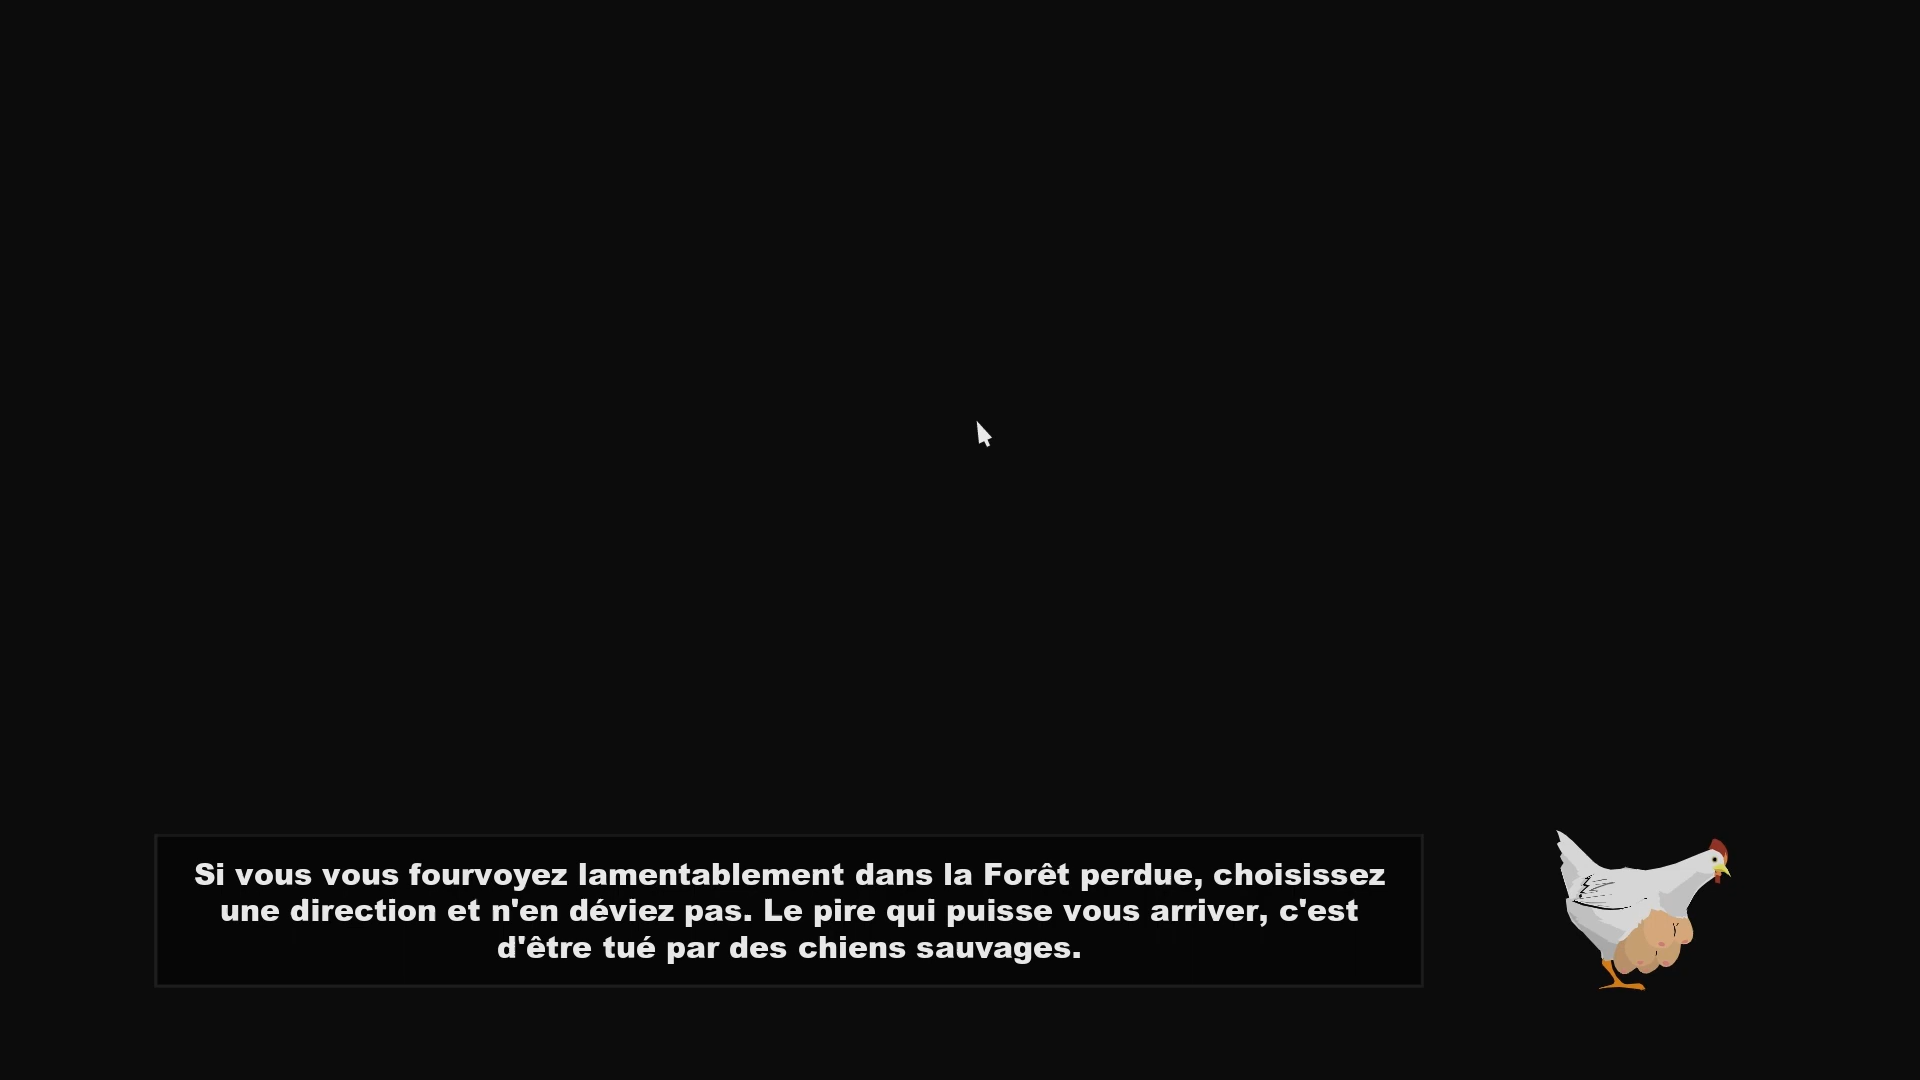 Si vous vous fourvoyez lamentablement dans la Forêt perdue, choisissez
une direction et n'en déviez pas. Le pire qui puisse vous arriver, c'est
d'être tué par des chiens sauvages.